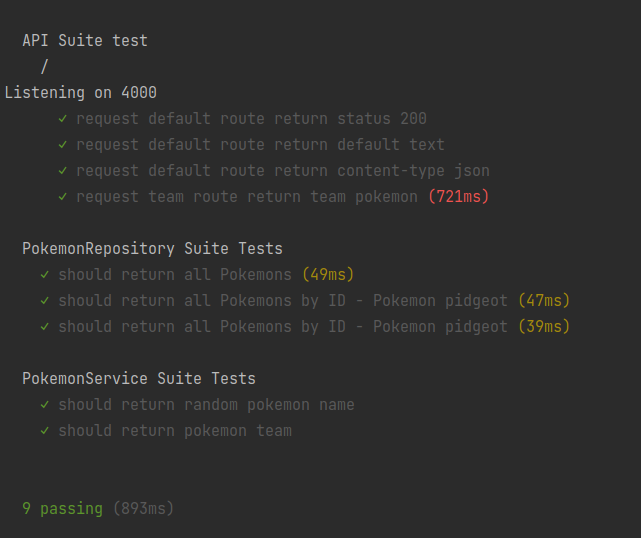 API Suite test
/
Listening on 4000
✓ request default route return status 200
✓ request default route return default text
✓ request default route return content-type json
✓ request team route return team pokemon (721ms)
PokemonRepository Suite Tests
✓ should return all Pokemons (49ms)
✓ should return all Pokemons by ID - Pokemon pidgeot (47ms)
✓ should return all Pokemons by ID - Pokemon pidgeot (39ms)
PokemonService Suite Tests
✓ should return random pokemon name
✓ should return pokemon team
9 passing (893ms)